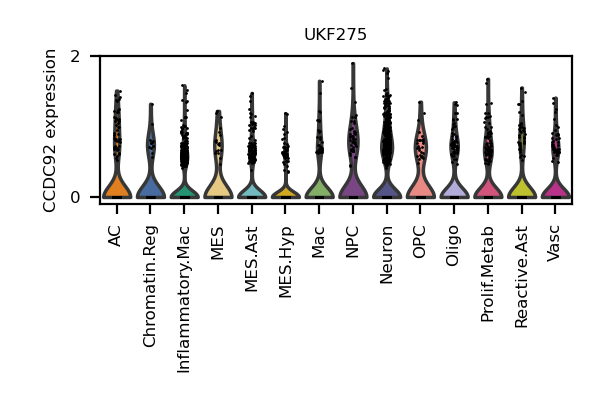 UKF275
CCDC92 expression
2
0
AC
Chromatin.Reg
Inflammatory.Mac
MES
MES.Ast
MES.Hyp
Mac
NPC
Neuron
OPC
Oligo
Prolif.Metab
Reactive.Ast
Vasc